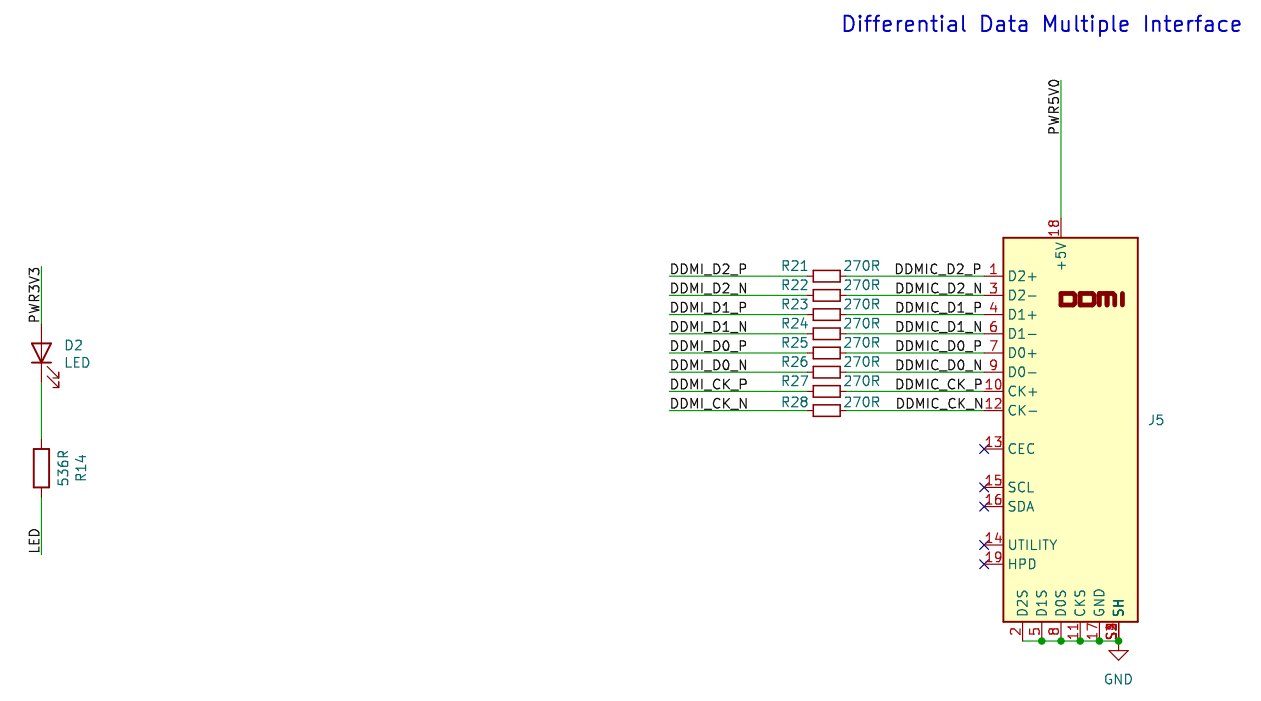 Differential Data Multiple Interface
PWR5V0
18
+5V
DDMI
DDMI_D2_P R21 270R DDMIC_D2_P 1 D2+
DDMI_D2_N R22 270R DDMIC_D2_N 3 D2-
DDMI_D1_P R23 270R DDMIC_D1_P 4 D1+
DDMI_D1_N R24 270R DDMIC_D1_N 6 D1-
DDMI_D0_P R25 270R DDMIC_D0_P 7 D0+
DDMI_D0_N R26 270R DDMIC_D0_N 9 D0-
DDMI_CK_P R27 270R DDMIC_CK_P 10 CK+
DDMI_CK_N R28 270R DDMIC_CK_N 12 CK-
J5
13 CEC
15 SCL
16 SDA
14 UTILITY
19 HPD
D2S D1S D0S CKS GND SH
2 5 8 11 17
GND
PWR3V3
D2
LED
536R
R14
LED